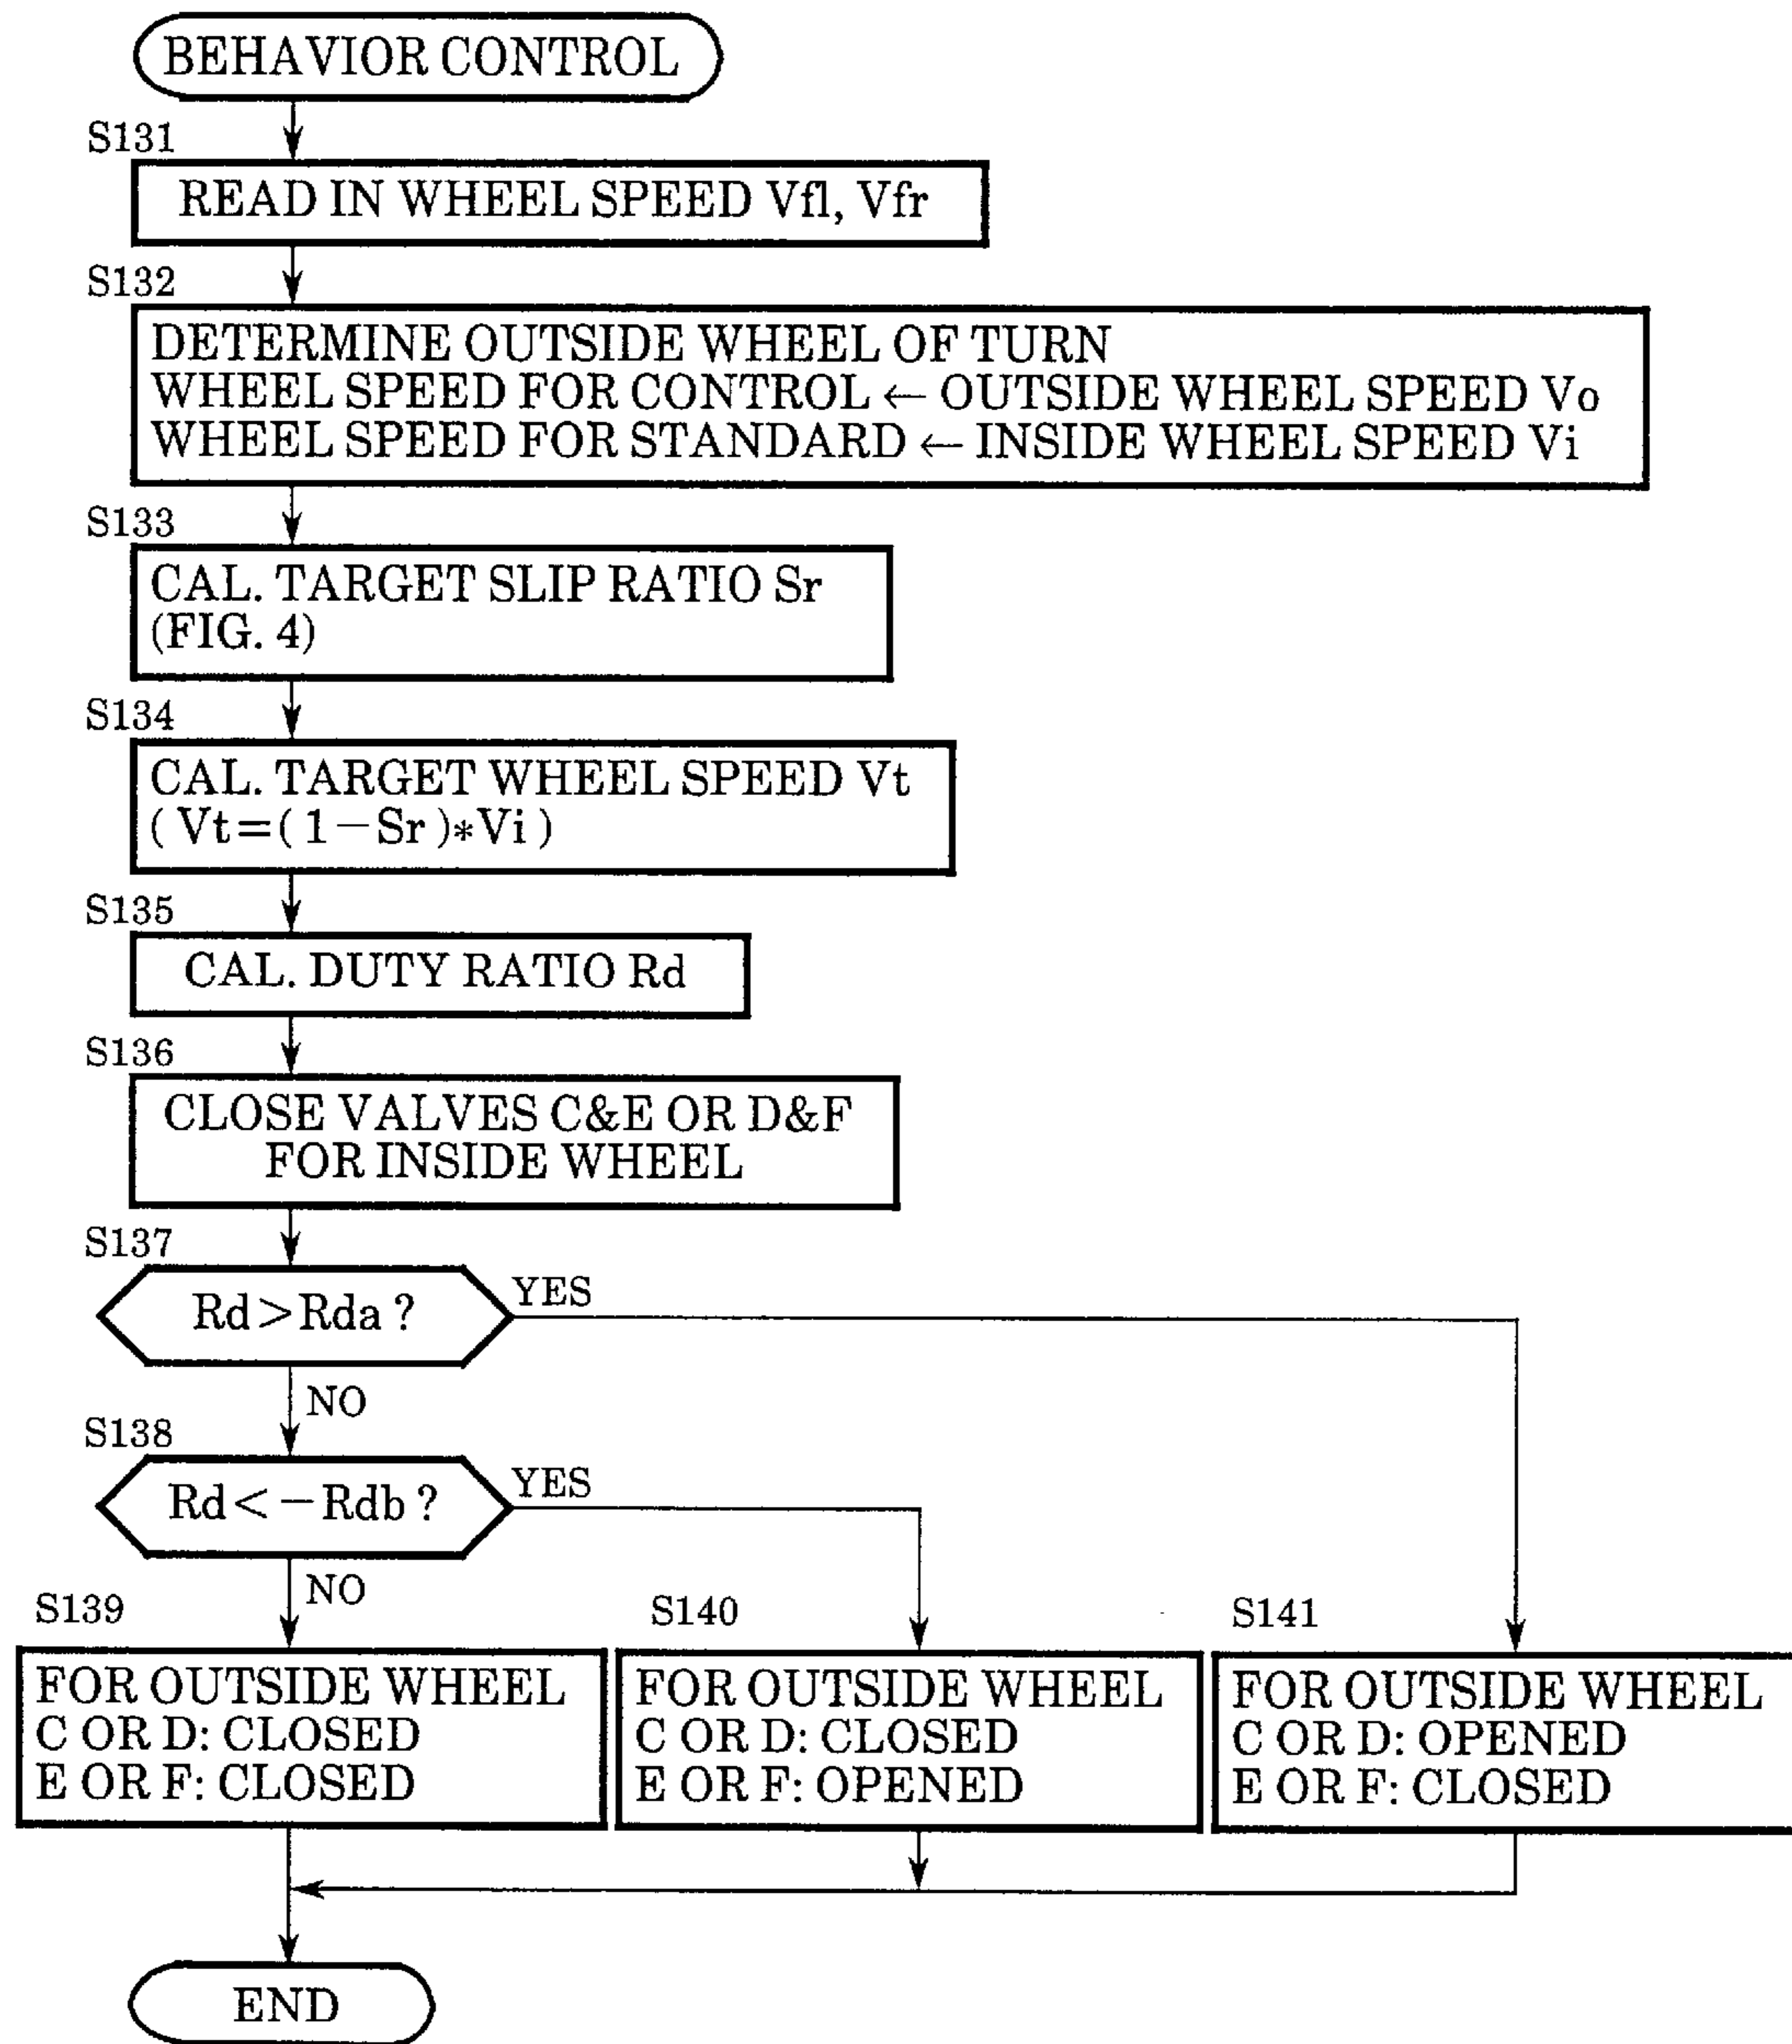 BEHAVIOR CONTROL
S131
READ IN WHEEL SPEED Vfl, Vfr
S132
DETERMINE OUTSIDE WHEEL OF TURN
WHEEL SPEED FOR CONTROL ← OUTSIDE WHEEL SPEED Vo
WHEEL SPEED FOR STANDARD ← INSIDE WHEEL SPEED Vi
S133
CAL. TARGET SLIP RATIO Sr
(FIG. 4)
S134
CAL. TARGET WHEEL SPEED Vt
( Vt=( 1-Sr )*Vi )
S135
CAL. DUTY RATIO Rd
S136
CLOSE VALVES C&E OR D&F
FOR INSIDE WHEEL
S137
Rd>Rda ?
YES
NO
S138
Rd<-Rdb ?
YES
NO
S139
FOR OUTSIDE WHEEL
C OR D: CLOSED
E OR F: CLOSED
S140
FOR OUTSIDE WHEEL
C OR D: CLOSED
E OR F: OPENED
S141
FOR OUTSIDE WHEEL
C OR D: OPENED
E OR F: CLOSED
END